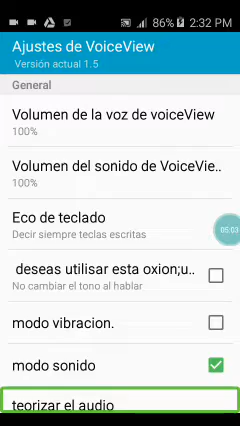 86% 2:32 PM
Ajustes de VoiceView
Versión actual 1.5
General
Volumen de la voz de voiceView
100%
Volumen del sonido de VoiceVie..
100%
Eco de teclado
Decir siempre teclas escritas
05:03
deseas utilisar esta oxion;u..
No cambiar el tono al hablar
modo vibracion.
modo sonido
teorizar el audio